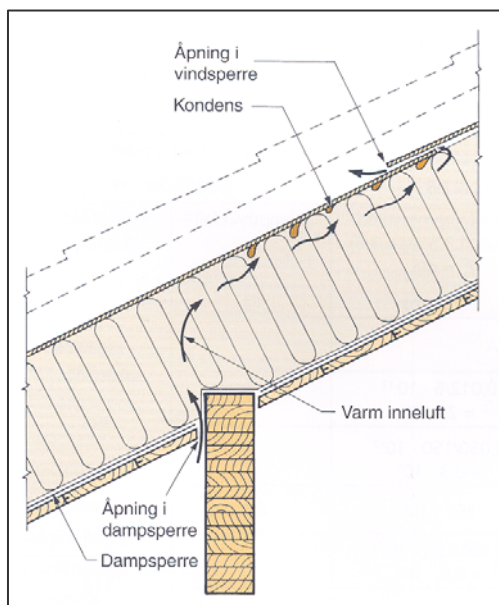 Åpning i
vindsperre
Kondens
Varm inneluft
Åpning i
dampsperre
Dampsperre